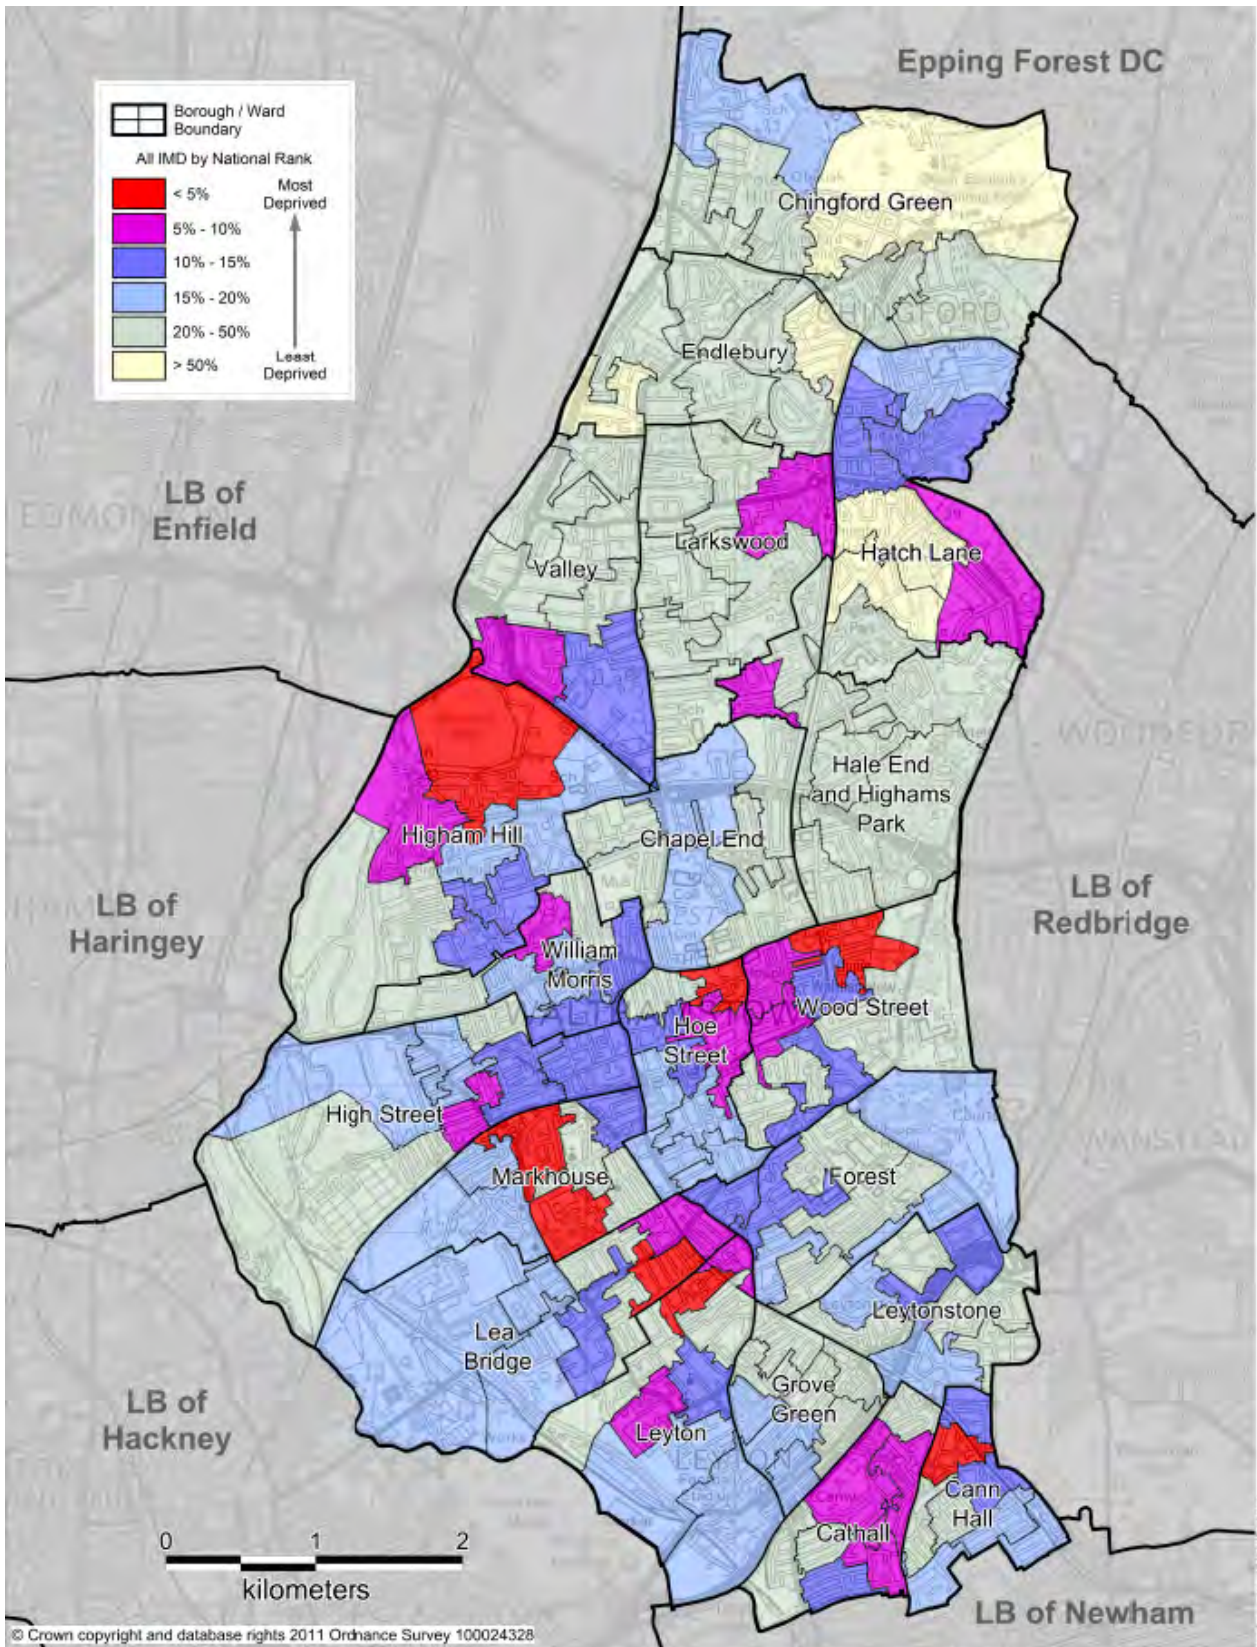 Epping Forest DC
Borough / Ward
Boundary
All IMD by National Rank
< 5%
5% - 10%
10% - 15%
15% - 20%
20% - 50%
> 50%
Most
Deprived
Least
Deprived
Chingford Green
CHINGFORD
Endlebury
LB of
Enfield
Larkswood
Hatch Lane
Valley
Hale End
and Highams
Park
Higham Hill
Chapel End
LB of
Haringey
LB of
Redbridge
William
Morris
Wood Street
Hoe
Street
High Street
Markhouse
Forest
Leytonstone
Lea
Bridge
Grove
Green
LB of
Hackney
Leyton
LEYTON
Cann
Hall
Cathall
0 1 2
kilometers
LB of Newham
© Crown copyright and database rights 2011 Ordnance Survey 100024328